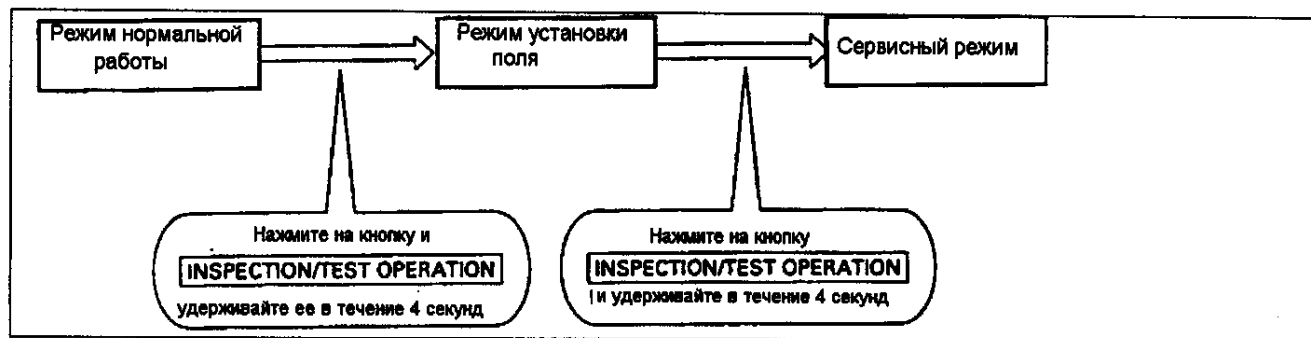 Режим нормальной
работы
Режим установки
поля
Сервисный режим
Нажмите на кнопку и
INSPECTION/TEST OPERATION
удерживайте ее в течение 4 секунд
Нажмите на кнопку
INSPECTION/TEST OPERATION
и удерживайте в течение 4 секунд